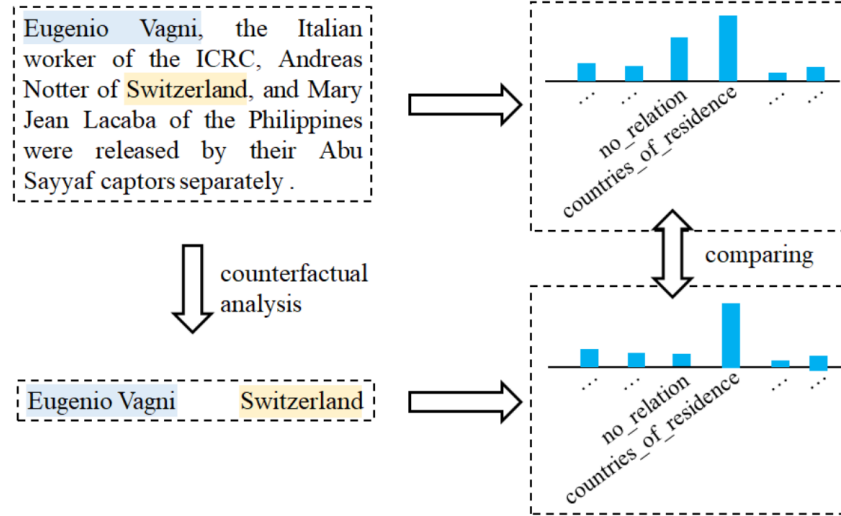 Eugenio Vagni, the Italian
worker of the ICRC, Andreas
Notter of Switzerland, and Mary
Jean Lacaba of the Philippines
were released by their Abu
Sayyaf captors separately .
...
...
no_relation
countries_of_residence
...
...
counterfactual
analysis
comparing
Eugenio Vagni Switzerland
...
...
no_relation
countries_of_residence
...
...